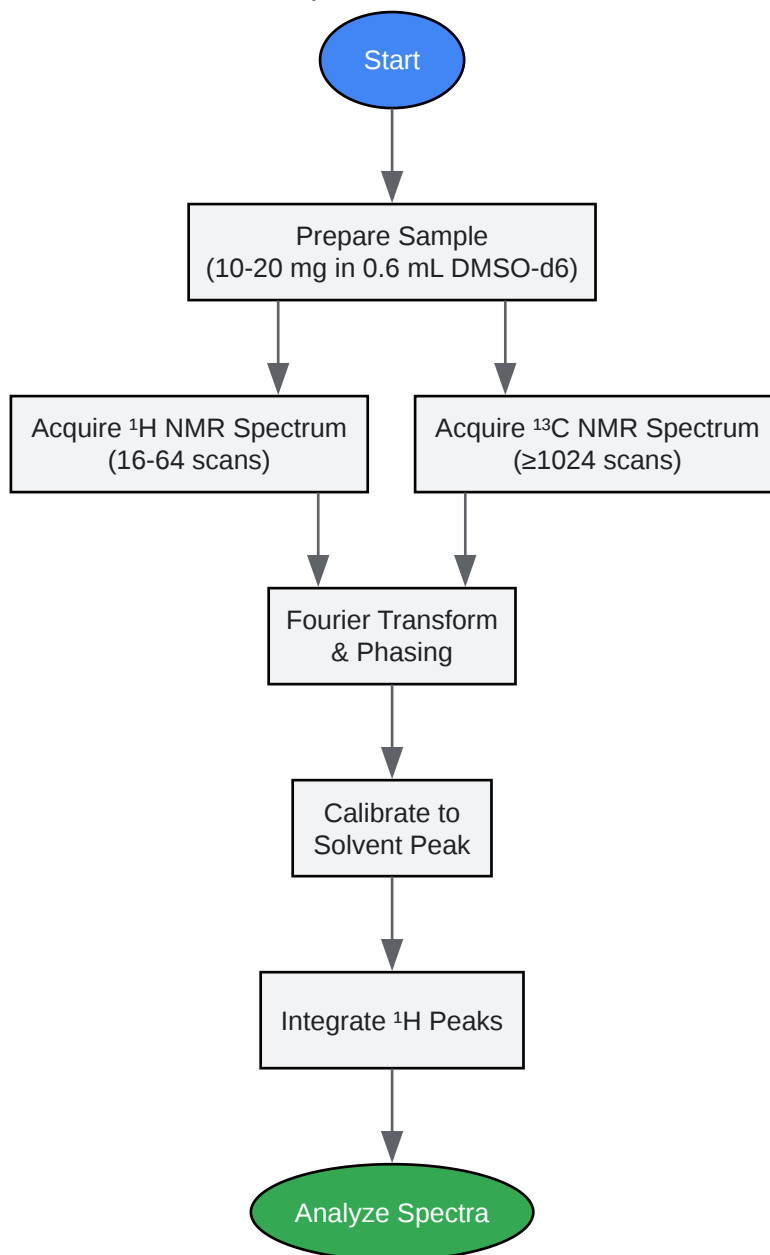 Start
Prepare Sample
(10-20 mg in 0.6 mL DMSO-d6)
Acquire ¹H NMR Spectrum
(16-64 scans)
Acquire ¹³C NMR Spectrum
(≥1024 scans)
Fourier Transform
& Phasing
Calibrate to
Solvent Peak
Integrate ¹H Peaks
Analyze Spectra